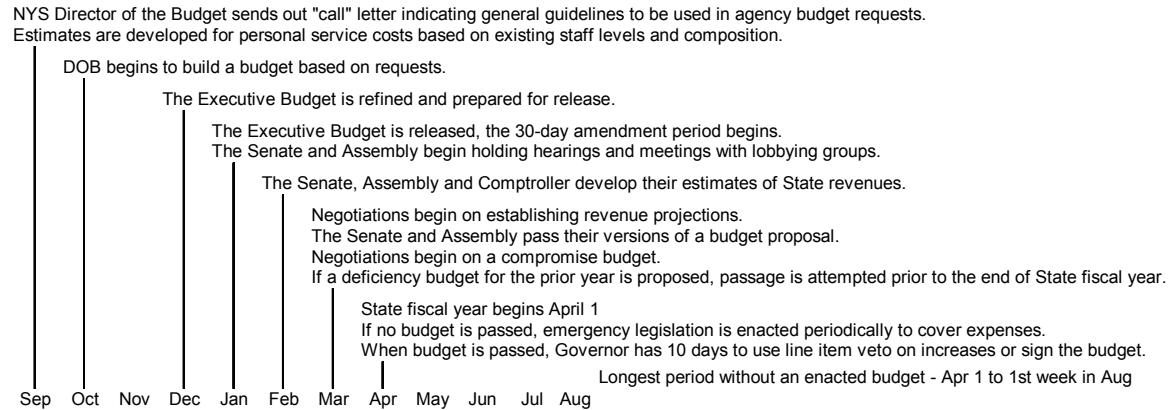 NYS Director of the Budget sends out "call" letter indicating general guidelines to be used in agency budget requests.
Estimates are developed for personal service costs based on existing staff levels and composition.
DOB begins to build a budget based on requests.
The Executive Budget is refined and prepared for release.
The Executive Budget is released, the 30-day amendment period begins.
The Senate and Assembly begin holding hearings and meetings with lobbying groups.
The Senate, Assembly and Comptroller develop their estimates of State revenues.
Negotiations begin on establishing revenue projections.
The Senate and Assembly pass their versions of a budget proposal.
Negotiations begin on a compromise budget.
If a deficiency budget for the prior year is proposed, passage is attempted prior to the end of State fiscal year.
State fiscal year begins April 1
If no budget is passed, emergency legislation is enacted periodically to cover expenses.
When budget is passed, Governor has 10 days to use line item veto on increases or sign the budget.
Longest period without an enacted budget - Apr 1 to 1st week in Aug
Sep Oct Nov Dec Jan Feb Mar Apr May Jun Jul Aug